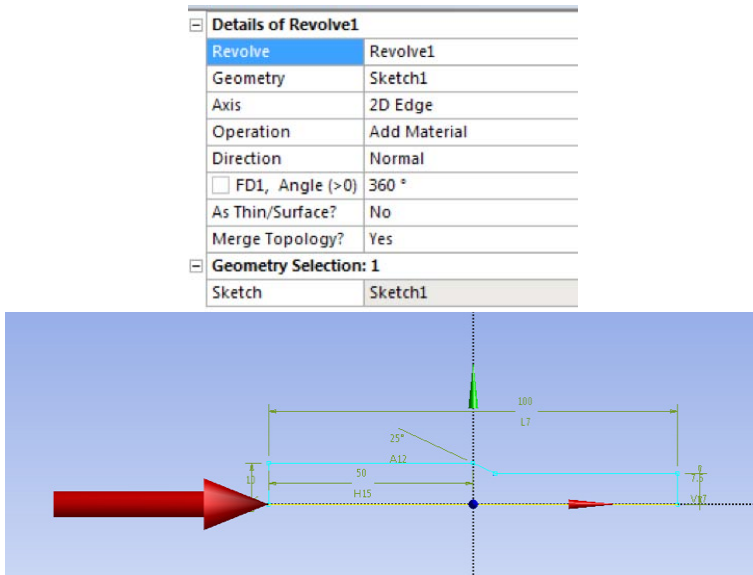 Details of Revolve1
Revolve Revolve1
Geometry Sketch1
Axis 2D Edge
Operation Add Material
Direction Normal
FD1, Angle (>0) 360 °
As Thin/Surface? No
Merge Topology? Yes
Geometry Selection: 1
Sketch Sketch1
100
L7
25°
A12
50
H15
10
7.5